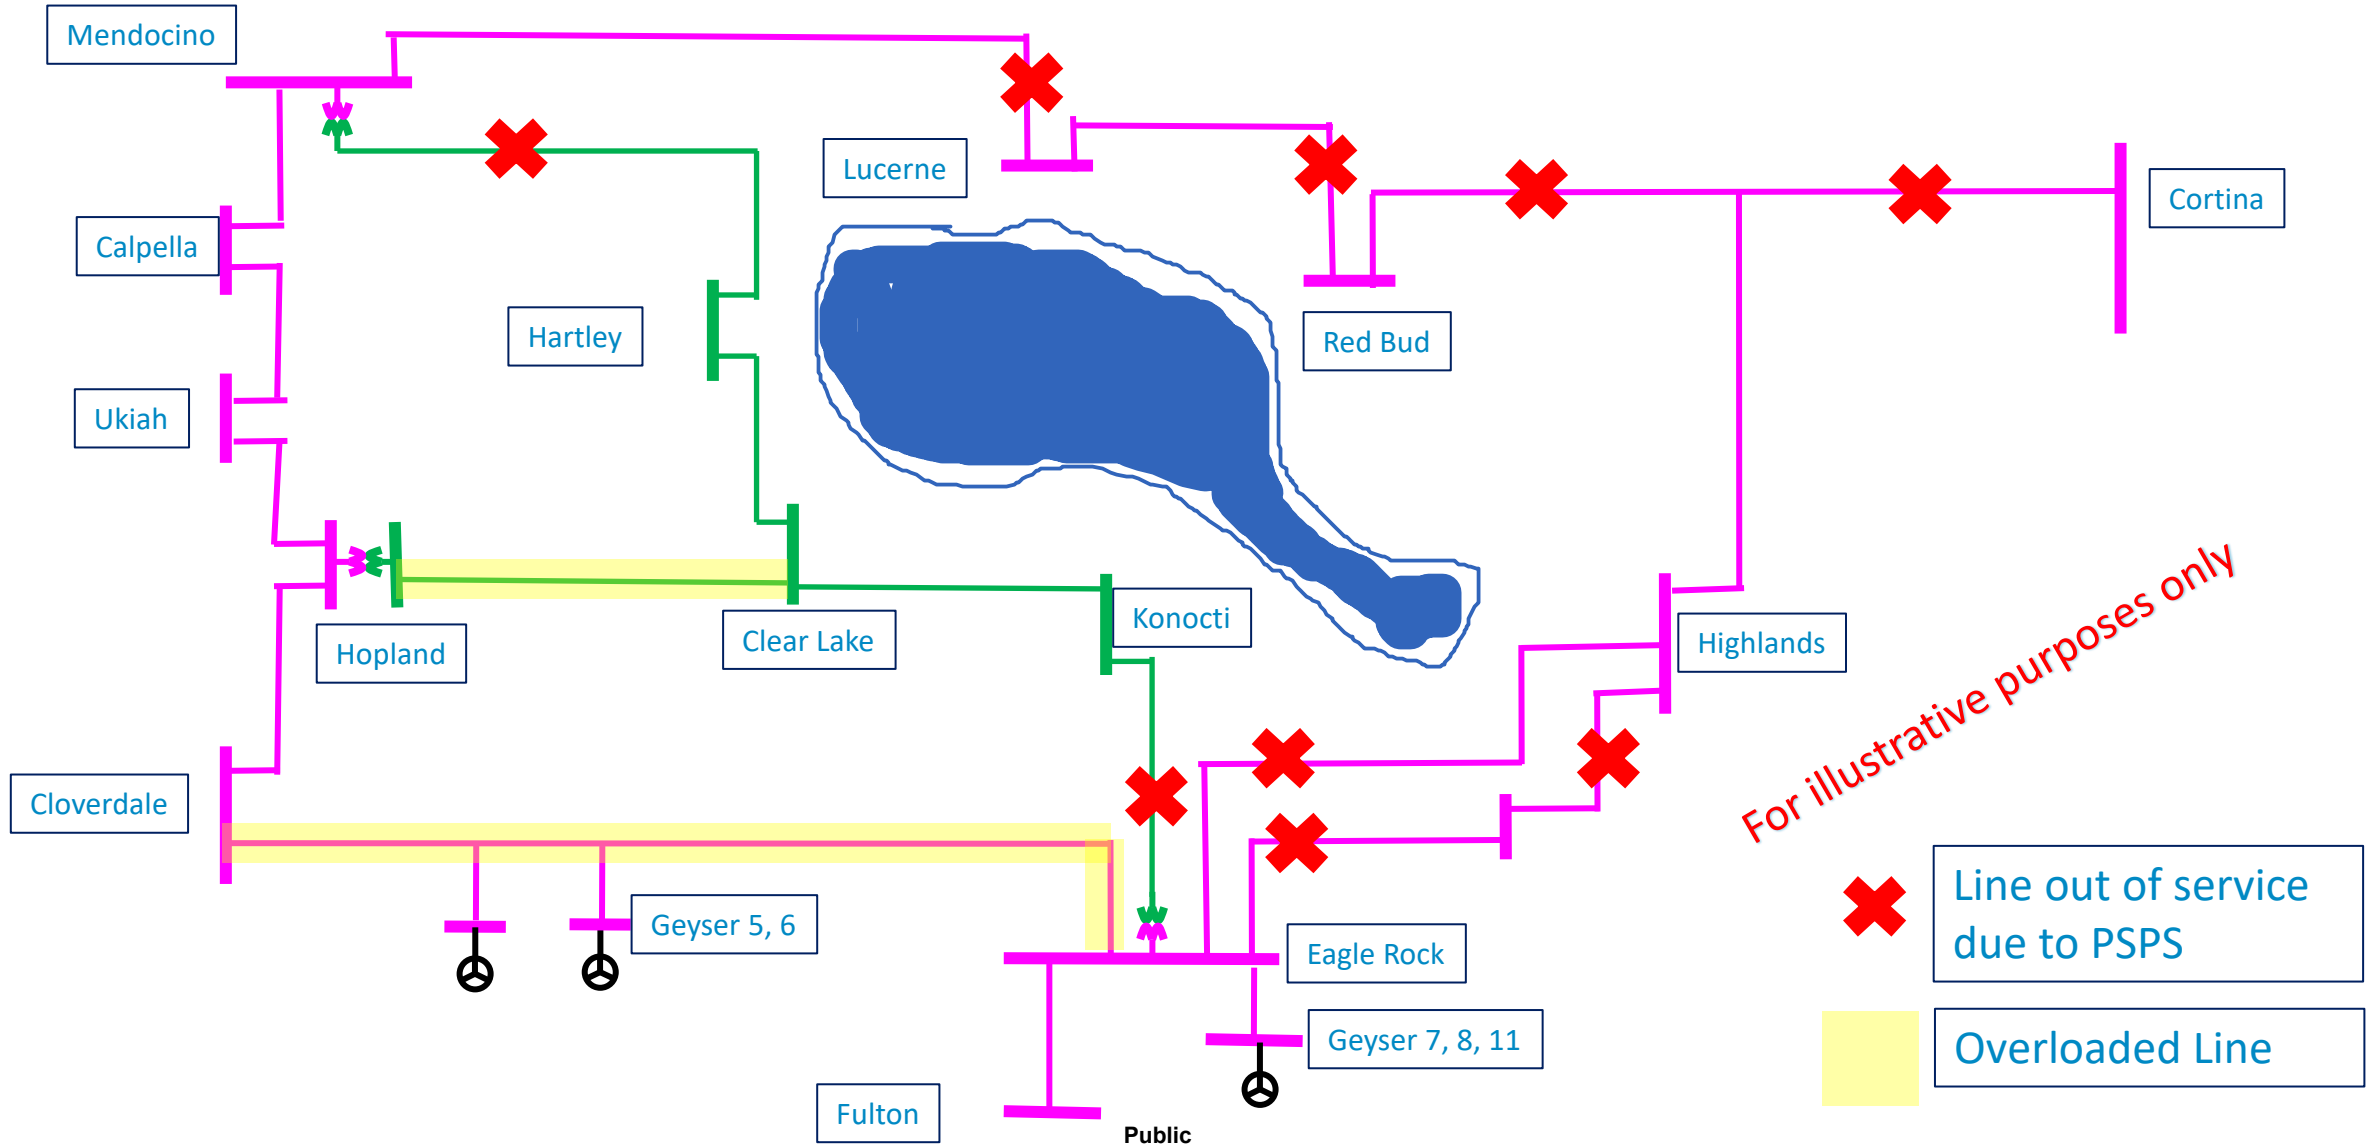 Mendocino
Lucerne
Cortina
Calpella
Hartley
Red Bud
Ukiah
Konocti
Clear Lake
Hopland
Highlands
For illustrative purposes only
Cloverdale
Geyser 5, 6
Eagle Rock
Line out of service
due to PSPS
Geyser 7, 8, 11
Overloaded Line
Fulton
Public